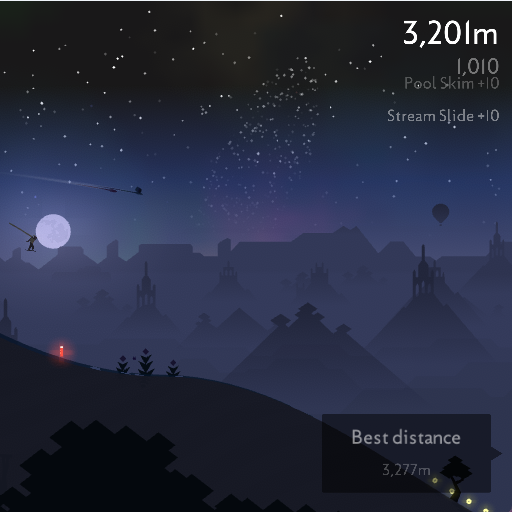 3,201m
1,010
Pool Skim +10
Stream Slide +10
Best distance
3,277m